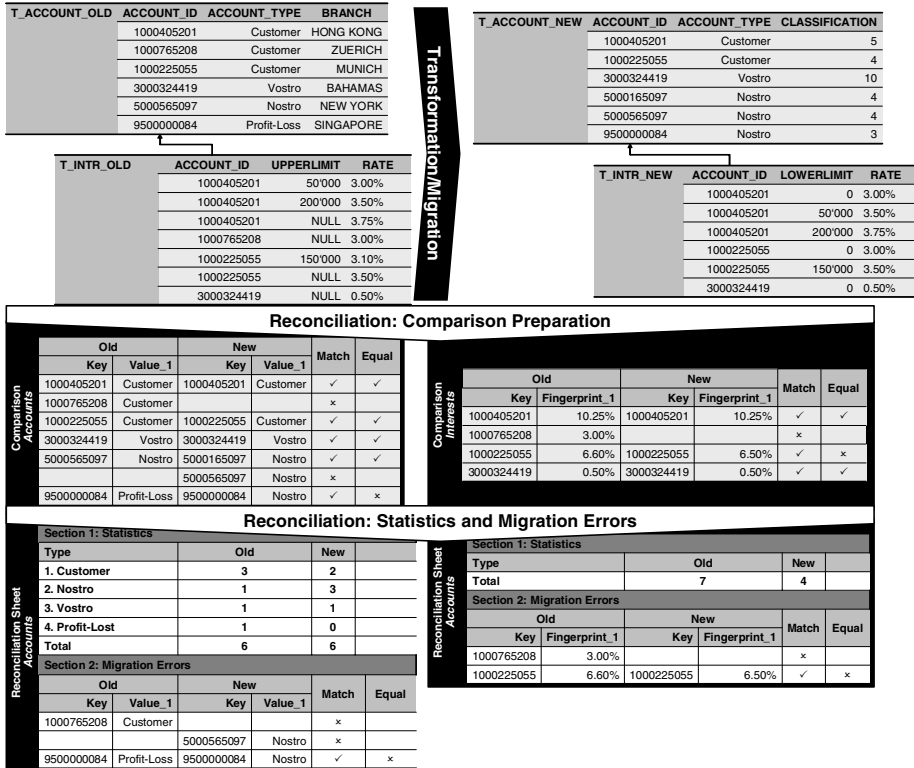 T_ACCOUNT_OLD ACCOUNT_ID ACCOUNT_TYPE BRANCH
1000405201 Customer HONG KONG
1000765208 Customer ZUERICH
1000225055 Customer MUNICH
3000324419 Vostro BAHAMAS
5000565097 Nostro NEW YORK
9500000084 Profit-Loss SINGAPORE
T_INTR_OLD ACCOUNT_ID UPPERLIMIT RATE
1000405201 50'000 3.00%
1000405201 200'000 3.50%
1000405201 NULL 3.75%
1000765208 NULL 3.00%
1000225055 150'000 3.10%
1000225055 NULL 3.50%
3000324419 NULL 0.50%
Transformation/Migration
T_ACCOUNT_NEW ACCOUNT_ID ACCOUNT_TYPE CLASSIFICATION
1000405201 Customer 5
1000225055 Customer 4
3000324419 Vostro 10
5000165097 Nostro 4
5000565097 Nostro 4
9500000084 Nostro 3
T_INTR_NEW ACCOUNT_ID LOWERLIMIT RATE
1000405201 0 3.00%
1000405201 50'000 3.50%
1000405201 200'000 3.75%
1000225055 0 3.00%
1000225055 150'000 3.50%
3000324419 0 0.50%
Reconciliation: Comparison Preparation
Comparison
Accounts
Old New Match Equal
Key Value_1 Key Value_1
1000405201 Customer 1000405201 Customer ✓ ✓
1000765208 Customer ×
1000225055 Customer 1000225055 Customer ✓ ✓
3000324419 Vostro 3000324419 Vostro ✓ ✓
5000565097 Nostro 5000165097 Nostro ✓ ✓
5000565097 Nostro ×
9500000084 Profit-Loss 9500000084 Nostro ✓ ×
Comparison
Interests
Old New Match Equal
Key Fingerprint_1 Key Fingerprint_1
1000405201 10.25% 1000405201 10.25% ✓ ✓
1000765208 3.00% ×
1000225055 6.60% 1000225055 6.50% ✓ ×
3000324419 0.50% 3000324419 0.50% ✓ ✓
Reconciliation: Statistics and Migration Errors
Reconciliation Sheet
Accounts
Section 1: Statistics
Type Old New
1. Customer 3 2
2. Nostro 1 3
3. Vostro 1 1
4. Profit-Lost 1 0
Total 6 6
Section 2: Migration Errors
Old New Match Equal
Key Value_1 Key Value_1
1000765208 Customer ×
5000565097 Nostro ×
9500000084 Profit-Loss 9500000084 Nostro ✓ ×
Reconciliation Sheet
Accounts
Section 1: Statistics
Type Old New
Total 7 4
Section 2: Migration Errors
Old New Match Equal
Key Fingerprint_1 Key Fingerprint_1
1000765208 3.00% ×
1000225055 6.60% 1000225055 6.50% ✓ ×